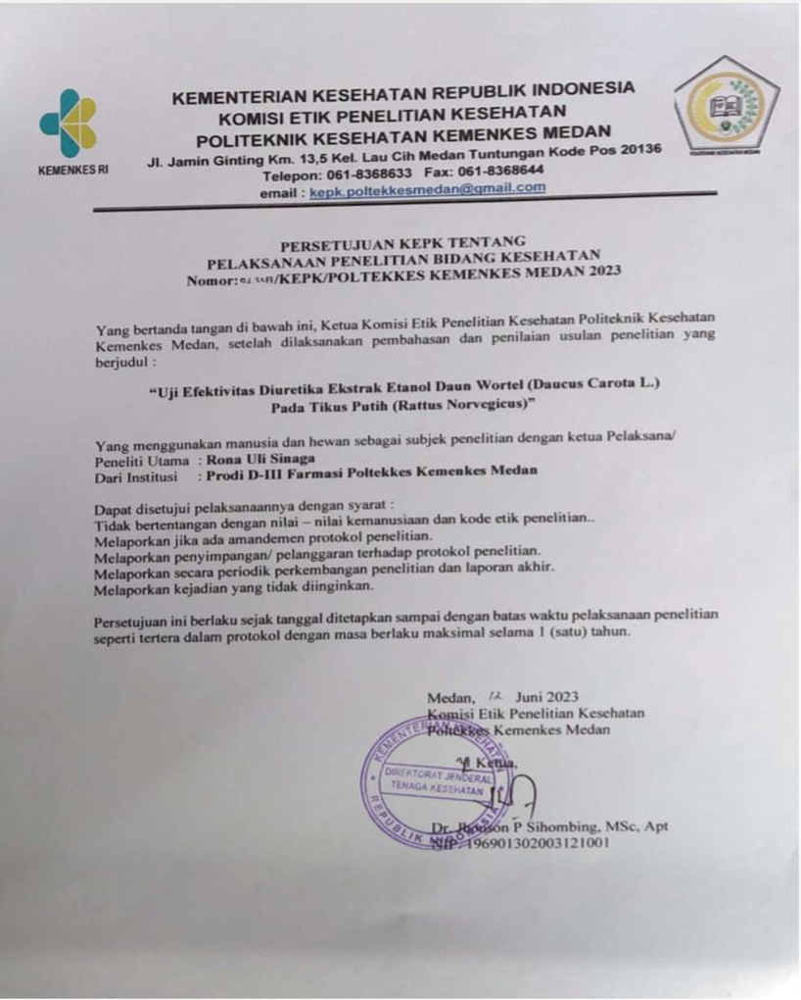 KEMENKES RI
KEMENTERIAN KESEHATAN REPUBLIK INDONESIA
KOMISI ETIK PENELITIAN KESEHATAN
POLITEKNIK KESEHATAN KEMENKES MEDAN
Jl. Jamin Ginting Km. 13,5 Kel. Lau Cih Medan Tuntungan Kode Pos 20136
Telepon: 061-8368633 Fax: 061-8368644
email : kepk.poltekkesmedan@gmail.com
POLITEKNIK KESEHATAN MEDAN
PERSETUJUAN KEPK TENTANG
PELAKSANAAN PENELITIAN BIDANG KESEHATAN
Nomor: /KEPK/POLTEKKES KEMENKES MEDAN 2023
Yang bertanda tangan di bawah ini, Ketua Komisi Etik Penelitian Kesehatan Politeknik Kesehatan
Kemenkes Medan, setelah dilaksanakan pembahasan dan penilaian usulan penelitian yang
berjudul :
“Uji Efektivitas Diuretika Ekstrak Etanol Daun Wortel (Daucus Carota L.)
Pada Tikus Putih (Rattus Norvegicus)”
Yang menggunakan manusia dan hewan sebagai subjek penelitian dengan ketua Pelaksana/
Peneliti Utama : Rona Uli Sinaga
Dari Institusi : Prodi D-III Farmasi Poltekkes Kemenkes Medan
Dapat disetujui pelaksanaannya dengan syarat :
Tidak bertentangan dengan nilai – nilai kemanusiaan dan kode etik penelitian..
Melaporkan jika ada amandemen protokol penelitian.
Melaporkan penyimpangan/ pelanggaran terhadap protokol penelitian.
Melaporkan secara periodik perkembangan penelitian dan laporan akhir.
Melaporkan kejadian yang tidak diinginkan.
Persetujuan ini berlaku sejak tanggal ditetapkan sampai dengan batas waktu pelaksanaan penelitian
seperti tertera dalam protokol dengan masa berlaku maksimal selama 1 (satu) tahun.
Medan, 12 Juni 2023
Komisi Etik Penelitian Kesehatan
Poltekkes Kemenkes Medan
Ketua,
KEMENTERIAN KESEHATAN
DIREKTORAT JENDERAL
TENAGA KESEHATAN
REPUBLIK INDONESIA
Dr. Jhonson P Sihombing, MSc, Apt
NIP. 196901302003121001